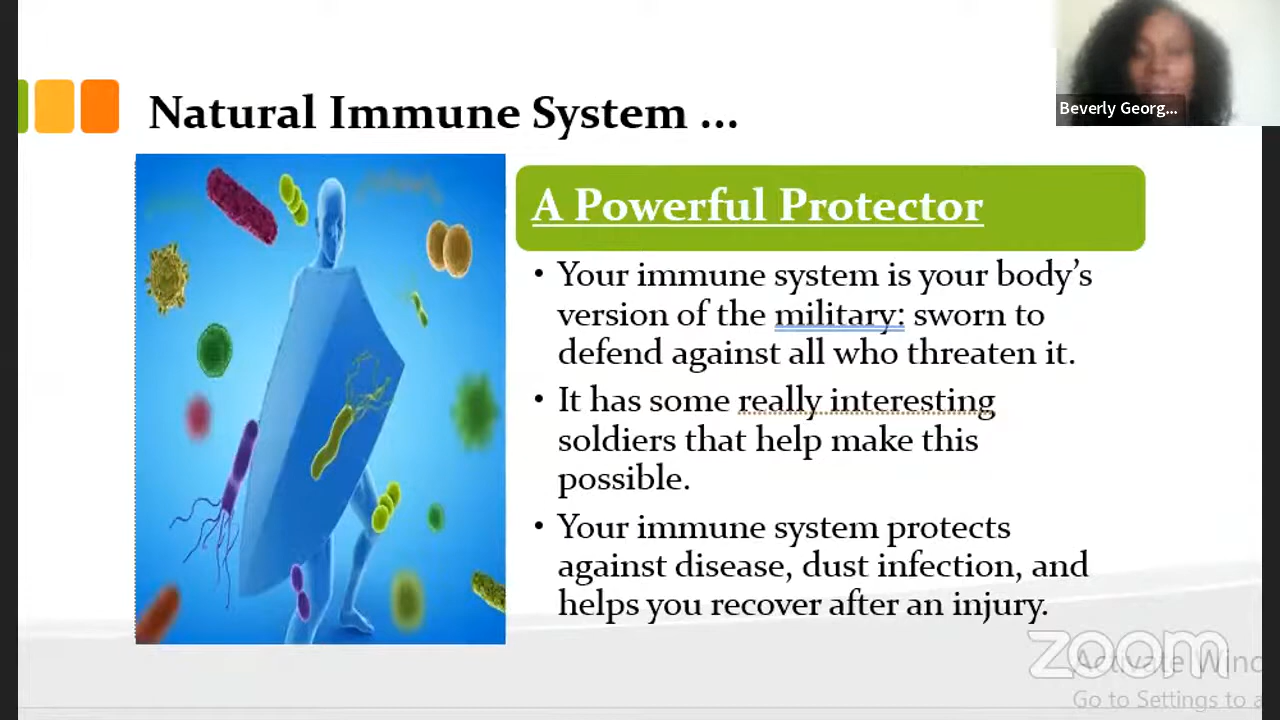 Beverly Georg...
Natural Immune System ...
A Powerful Protector
• Your immune system is your body’s
version of the military: sworn to
defend against all who threaten it.
• It has some really interesting
soldiers that help make this
possible.
• Your immune system protects
against disease, dust infection, and
helps you recover after an injury.
zoom
Activate Wind
Go to Settings to a